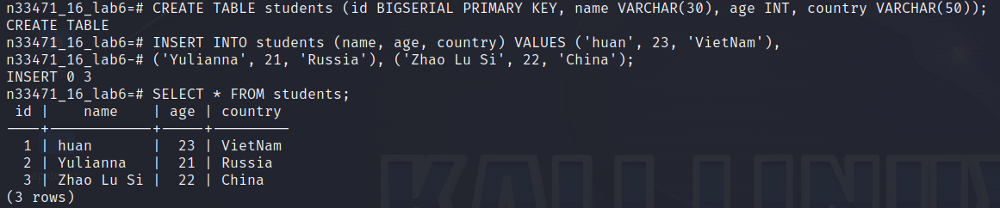 n33471_16_lab6=# CREATE TABLE students (id BIGSERIAL PRIMARY KEY, name VARCHAR(30), age INT, country VARCHAR(50));
CREATE TABLE
n33471_16_lab6=# INSERT INTO students (name, age, country) VALUES ('huan', 23, 'VietNam'),
n33471_16_lab6-# ('Yulianna', 21, 'Russia'), ('Zhao Lu Si', 22, 'China');
INSERT 0 3
n33471_16_lab6=# SELECT * FROM students;
 id |    name    | age | country
----+------------+-----+---------
  1 | huan       |  23 | VietNam
  2 | Yulianna   |  21 | Russia
  3 | Zhao Lu Si |  22 | China
(3 rows)
KALI LINUX